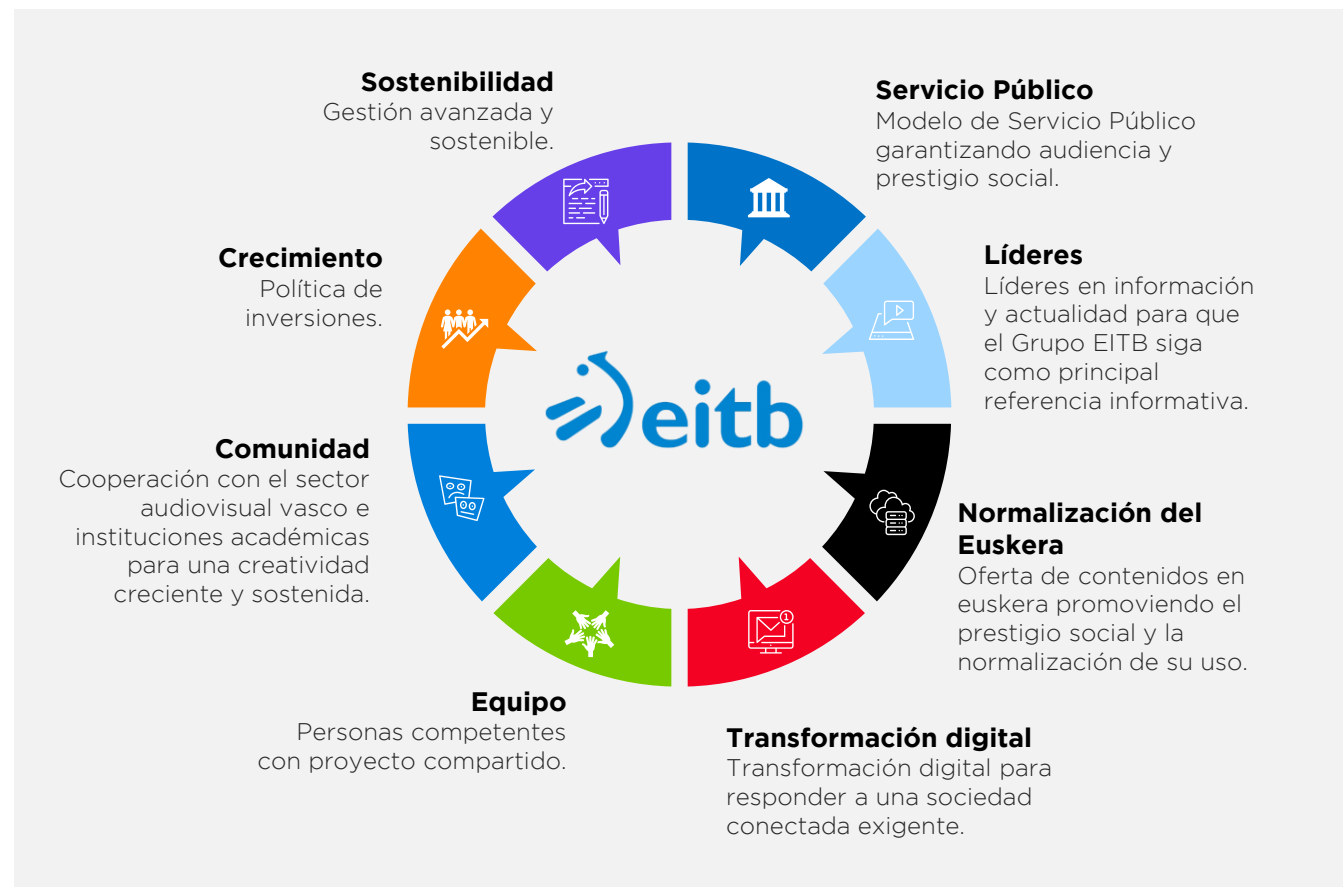 Sostenibilidad
Gestión avanzada y
sostenible.
Servicio Público
Modelo de Servicio Público
garantizando audiencia y
prestigio social.
Líderes
Líderes en información
y actualidad para que
el Grupo EITB siga
como principal
referencia informativa.
Normalización del
Euskera
Oferta de contenidos en
euskera promoviendo el
prestigio social y la
normalización de su uso.
Transformación digital
Transformación digital para
responder a una sociedad
conectada exigente.
Equipo
Personas competentes
con proyecto compartido.
Comunidad
Cooperación con el sector
audiovisual vasco e
instituciones académicas
para una creatividad
creciente y sostenida.
Crecimiento
Política de
inversiones.
eitb
1